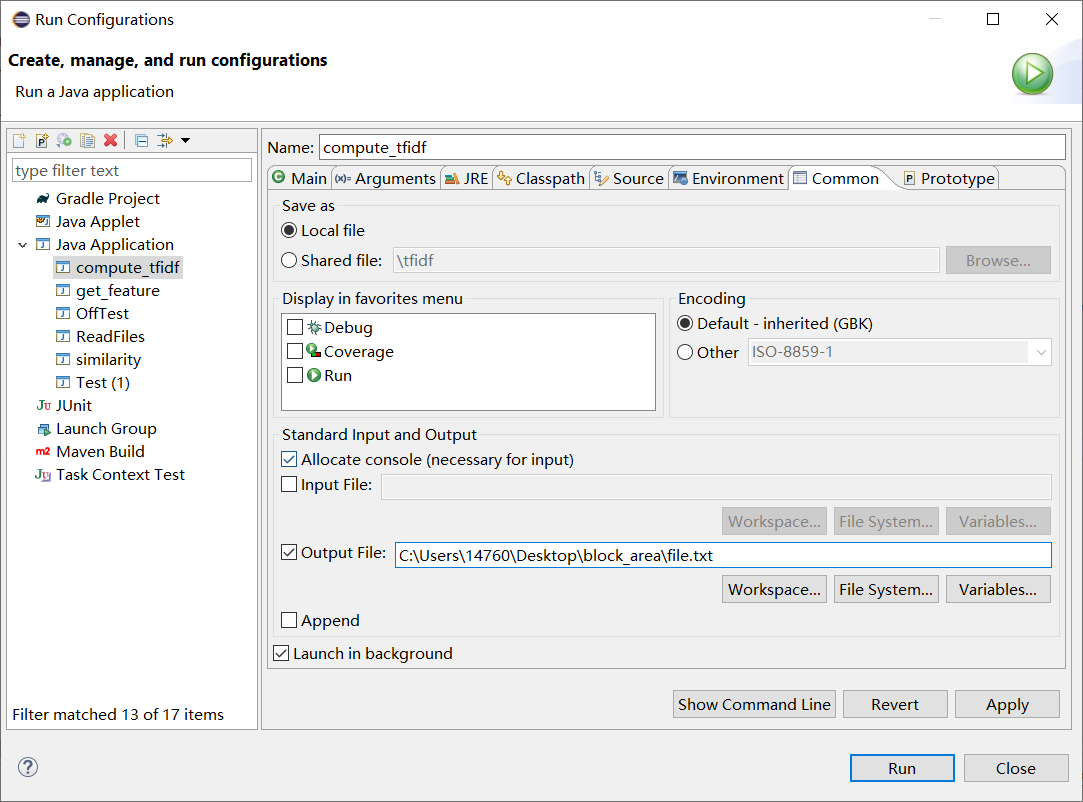 Run Configurations
Create, manage, and run configurations
Run a Java application
type filter text
Gradle Project
Java Applet
Java Application
compute_tfidf
get_feature
OffTest
ReadFiles
similarity
Test (1)
JUnit
Launch Group
Maven Build
Task Context Test
Filter matched 13 of 17 items
Name: compute_tfidf
Main Arguments JRE Classpath Source Environment Common Prototype
Save as
Local file
Shared file: \tfidf Browse...
Display in favorites menu
Debug
Coverage
Run
Encoding
Default - inherited (GBK)
Other ISO-8859-1
Standard Input and Output
Allocate console (necessary for input)
Input File:
Workspace... File System... Variables...
Output File: C:\Users\14760\Desktop\block_area\file.txt
Workspace... File System... Variables...
Append
Launch in background
Show Command Line Revert Apply
Run Close